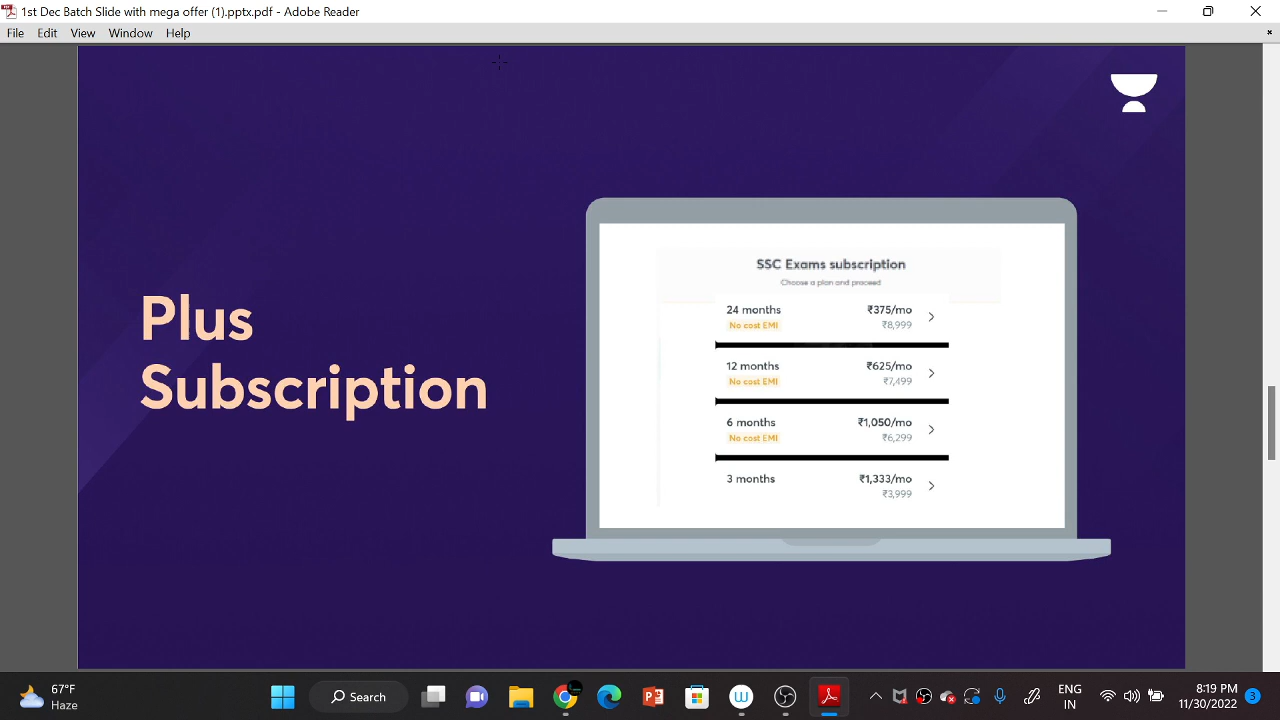 1st Dec Batch Slide with mega offer (1).pptx.pdf - Adobe Reader
File Edit View Window Help
Plus
Subscription
SSC Exams subscription
Choose a plan and proceed
24 months ₹375/mo
No cost EMI ₹8,999
12 months ₹625/mo
No cost EMI ₹7,499
6 months ₹1,050/mo
No cost EMI ₹6,299
3 months ₹1,333/mo
₹3,999
67°F
Haze
Search
ENG
IN
8:19 PM
11/30/2022
3